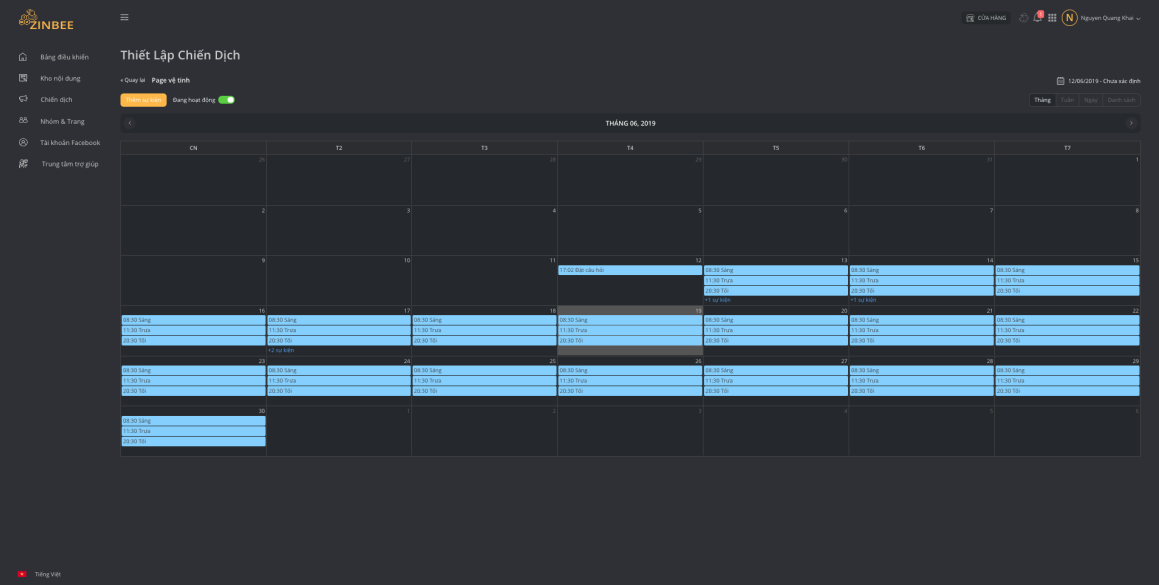 ZINBEE
CỬA HÀNG
Nguyen Quang Khai
Bảng điều khiển
Kho nội dung
Chiến dịch
Nhóm & Trang
Tài khoản Facebook
Trung tâm trợ giúp
Thiết Lập Chiến Dịch
« Quay lại Page vệ tinh
12/06/2019 - Chưa xác định
Thêm sự kiện Đang hoạt động
Tháng Tuần Ngày Danh sách
THÁNG 06, 2019
CN T2 T3 T4 T5 T6 T7
26 27 28 29 30 31 1
2 3 4 5 6 7 8
9 10 11 12 13 14 15
17:02 Đặt câu hỏi 08:30 Sáng 08:30 Sáng 08:30 Sáng
11:30 Trưa 11:30 Trưa 11:30 Trưa
20:30 Tối 20:30 Tối 20:30 Tối
+1 sự kiện +1 sự kiện
16 17 18 19 20 21 22
08:30 Sáng 08:30 Sáng 08:30 Sáng 08:30 Sáng 08:30 Sáng 08:30 Sáng 08:30 Sáng
11:30 Trưa 11:30 Trưa 11:30 Trưa 11:30 Trưa 11:30 Trưa 11:30 Trưa 11:30 Trưa
20:30 Tối 20:30 Tối 20:30 Tối 20:30 Tối 20:30 Tối 20:30 Tối 20:30 Tối
+2 sự kiện
23 24 25 26 27 28 29
08:30 Sáng 08:30 Sáng 08:30 Sáng 08:30 Sáng 08:30 Sáng 08:30 Sáng 08:30 Sáng
11:30 Trưa 11:30 Trưa 11:30 Trưa 11:30 Trưa 11:30 Trưa 11:30 Trưa 11:30 Trưa
20:30 Tối 20:30 Tối 20:30 Tối 20:30 Tối 20:30 Tối 20:30 Tối 20:30 Tối
30 1 2 3 4 5 6
08:30 Sáng
11:30 Trưa
20:30 Tối
Tiếng Việt